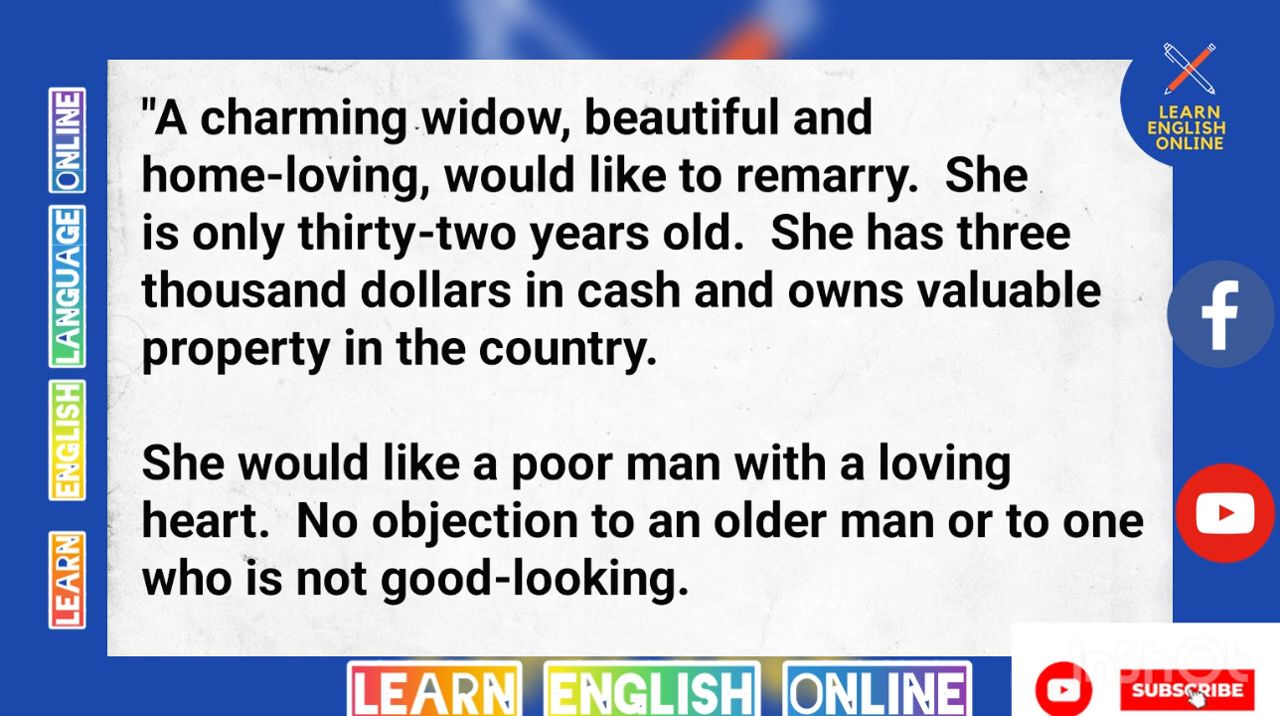 "A charming widow, beautiful and
home-loving, would like to remarry.  She
is only thirty-two years old.  She has three
thousand dollars in cash and owns valuable
property in the country.
She would like a poor man with a loving
heart.  No objection to an older man or to one
who is not good-looking.
LEARN ENGLISH LANGUAGE ONLINE
LEARN
ENGLISH
ONLINE
f
LEARN ENGLISH ONLINE
InShOt
SUBSCRIBE